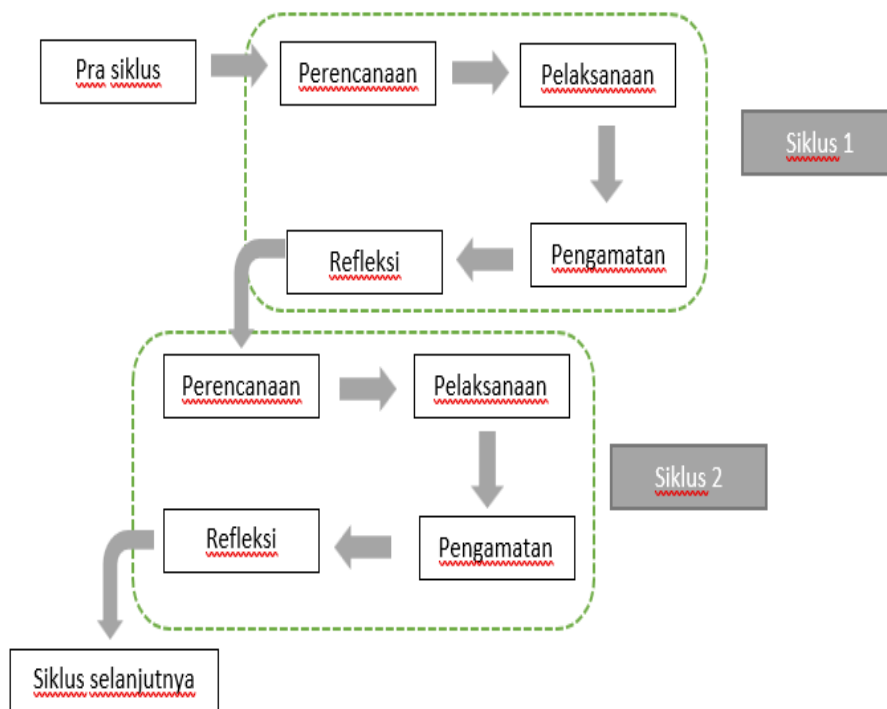 Pra siklus
Perencanaan
Pelaksanaan
Siklus 1
Refleksi
Pengamatan
Perencanaan
Pelaksanaan
Siklus 2
Refleksi
Pengamatan
Siklus selanjutnya